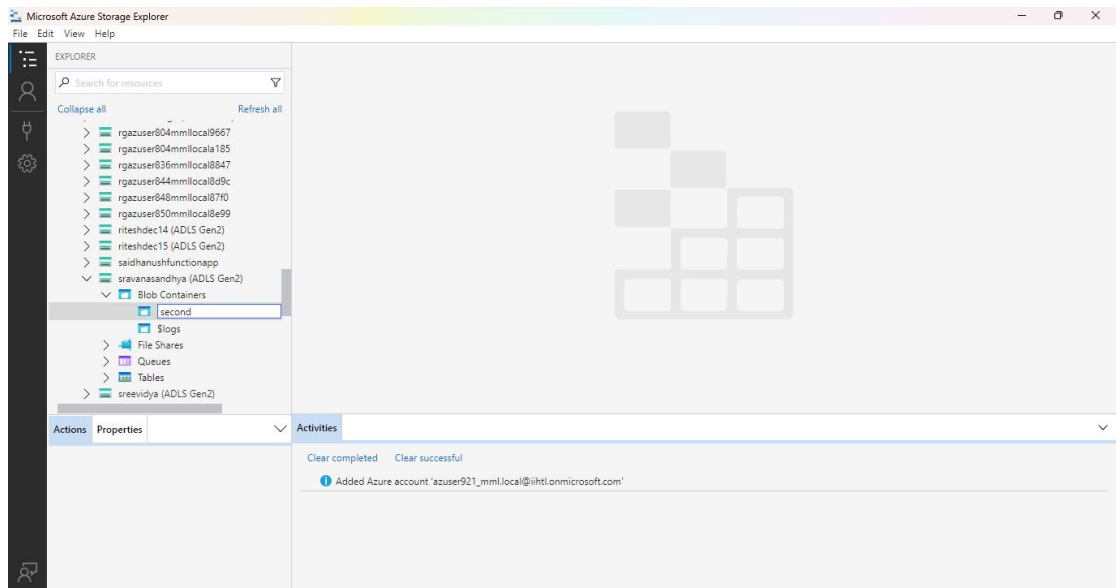 Microsoft Azure Storage Explorer
File Edit View Help
EXPLORER
Search for resources
Collapse all Refresh all
rgazuser804mmllocal9667
rgazuser804mmllocala185
rgazuser836mmllocal8847
rgazuser844mmllocal8d9c
rgazuser848mmllocal87f0
rgazuser850mmllocal8e99
riteshdec14 (ADLS Gen2)
riteshdec15 (ADLS Gen2)
saidhanushfunctionapp
sravanasandhya (ADLS Gen2)
Blob Containers
second
$logs
File Shares
Queues
Tables
sreevidya (ADLS Gen2)
Actions Properties
Activities
Clear completed Clear successful
Added Azure account 'azuser921_mml.local@iihtl.onmicrosoft.com'